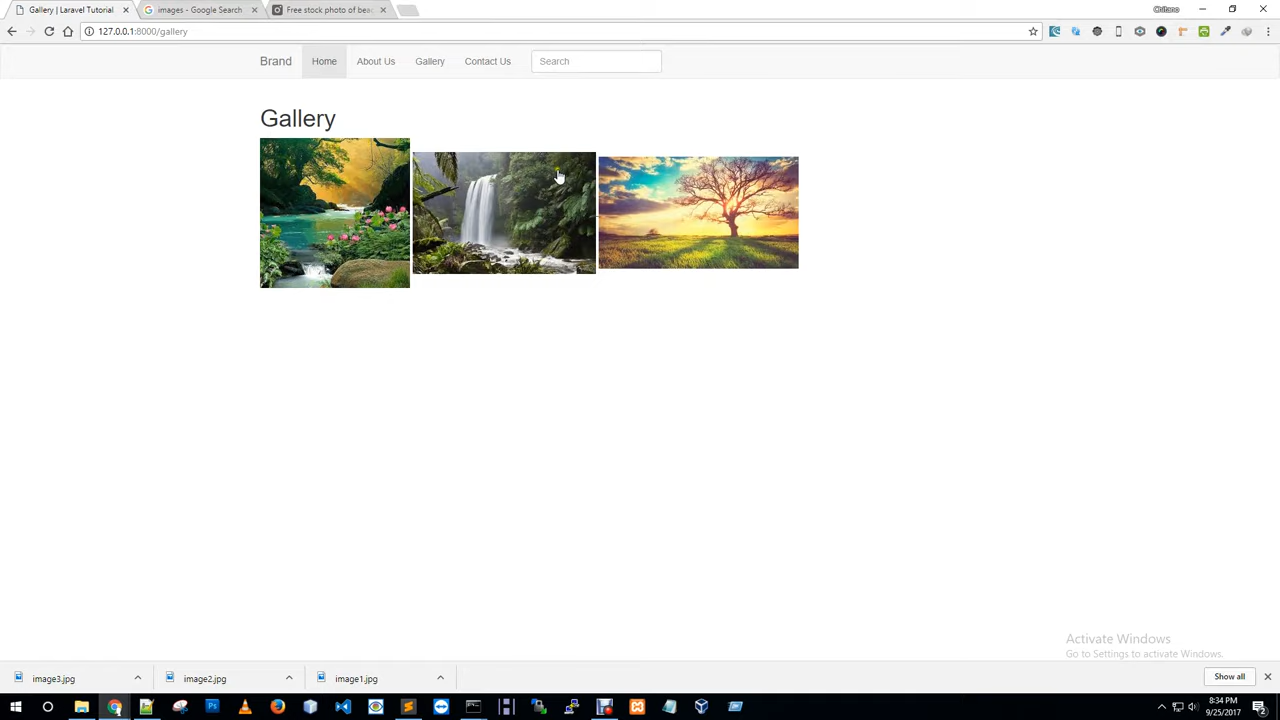 Gallery | Laravel Tutorial
images - Google Search
Free stock photo of bea
Chitano
127.0.0.1:8000/gallery
Brand
Home
About Us
Gallery
Contact Us
Search
Gallery
Activate Windows
Go to Settings to activate Windows.
image3.jpg
image2.jpg
image1.jpg
Show all
8:34 PM
9/25/2017